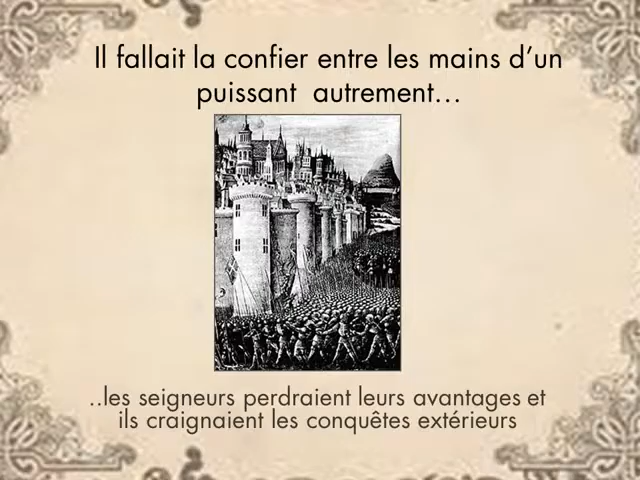 Il fallait la confier entre les mains d’un
puissant autrement…
..les seigneurs perdraient leurs avantages et
ils craignaient les conquêtes extérieurs